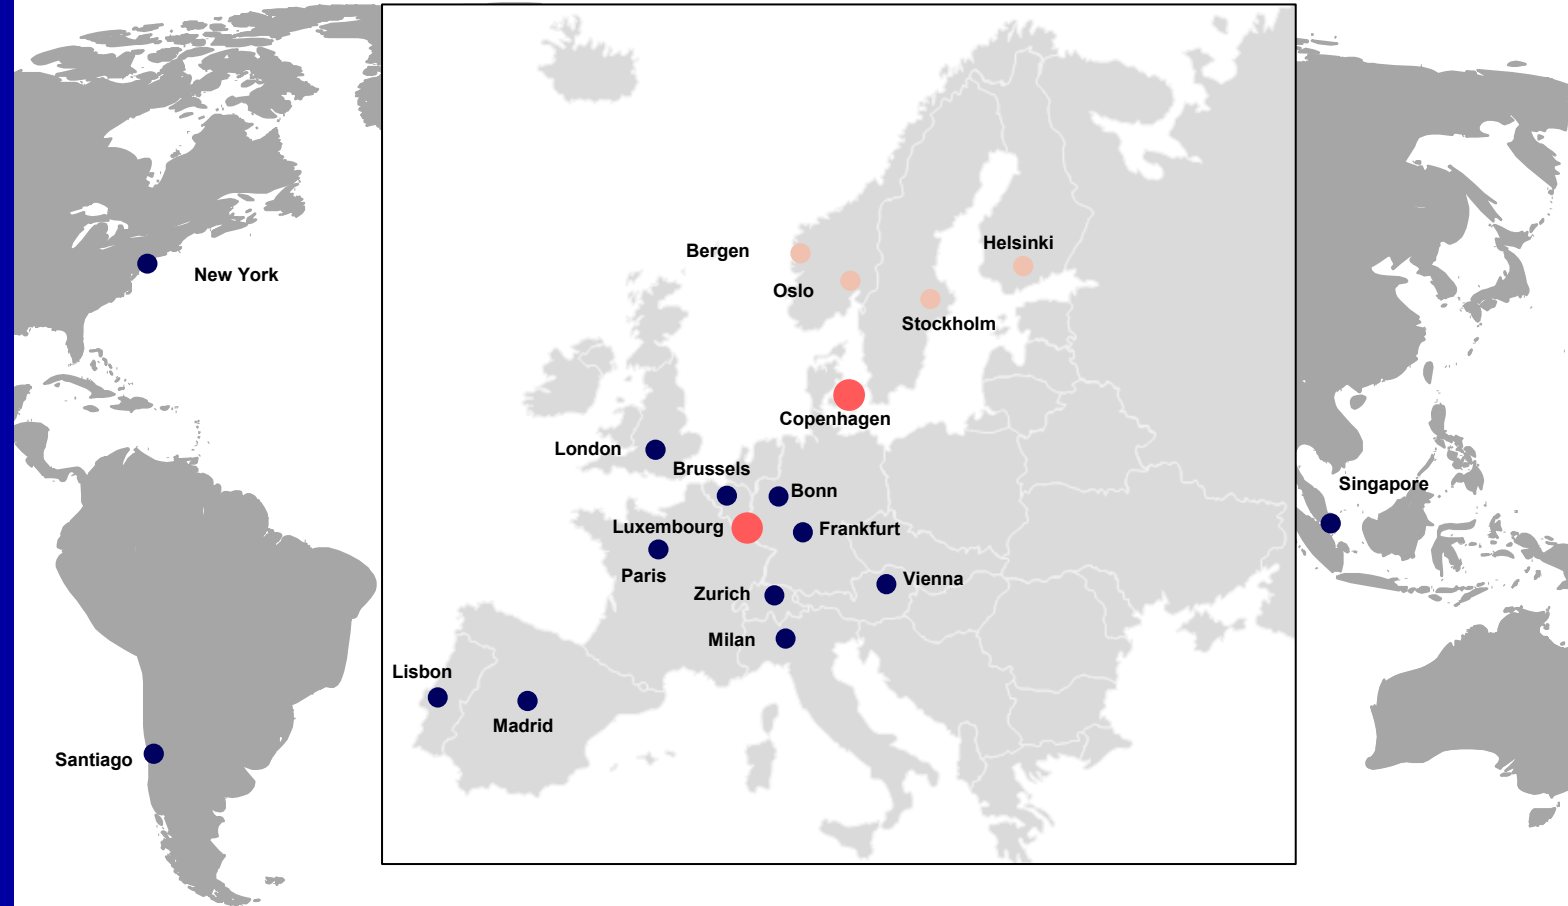 New York
Santiago
Bergen
Helsinki
Oslo
Stockholm
Copenhagen
London
Brussels
Bonn
Luxembourg
Frankfurt
Paris
Vienna
Zurich
Milan
Lisbon
Madrid
Singapore